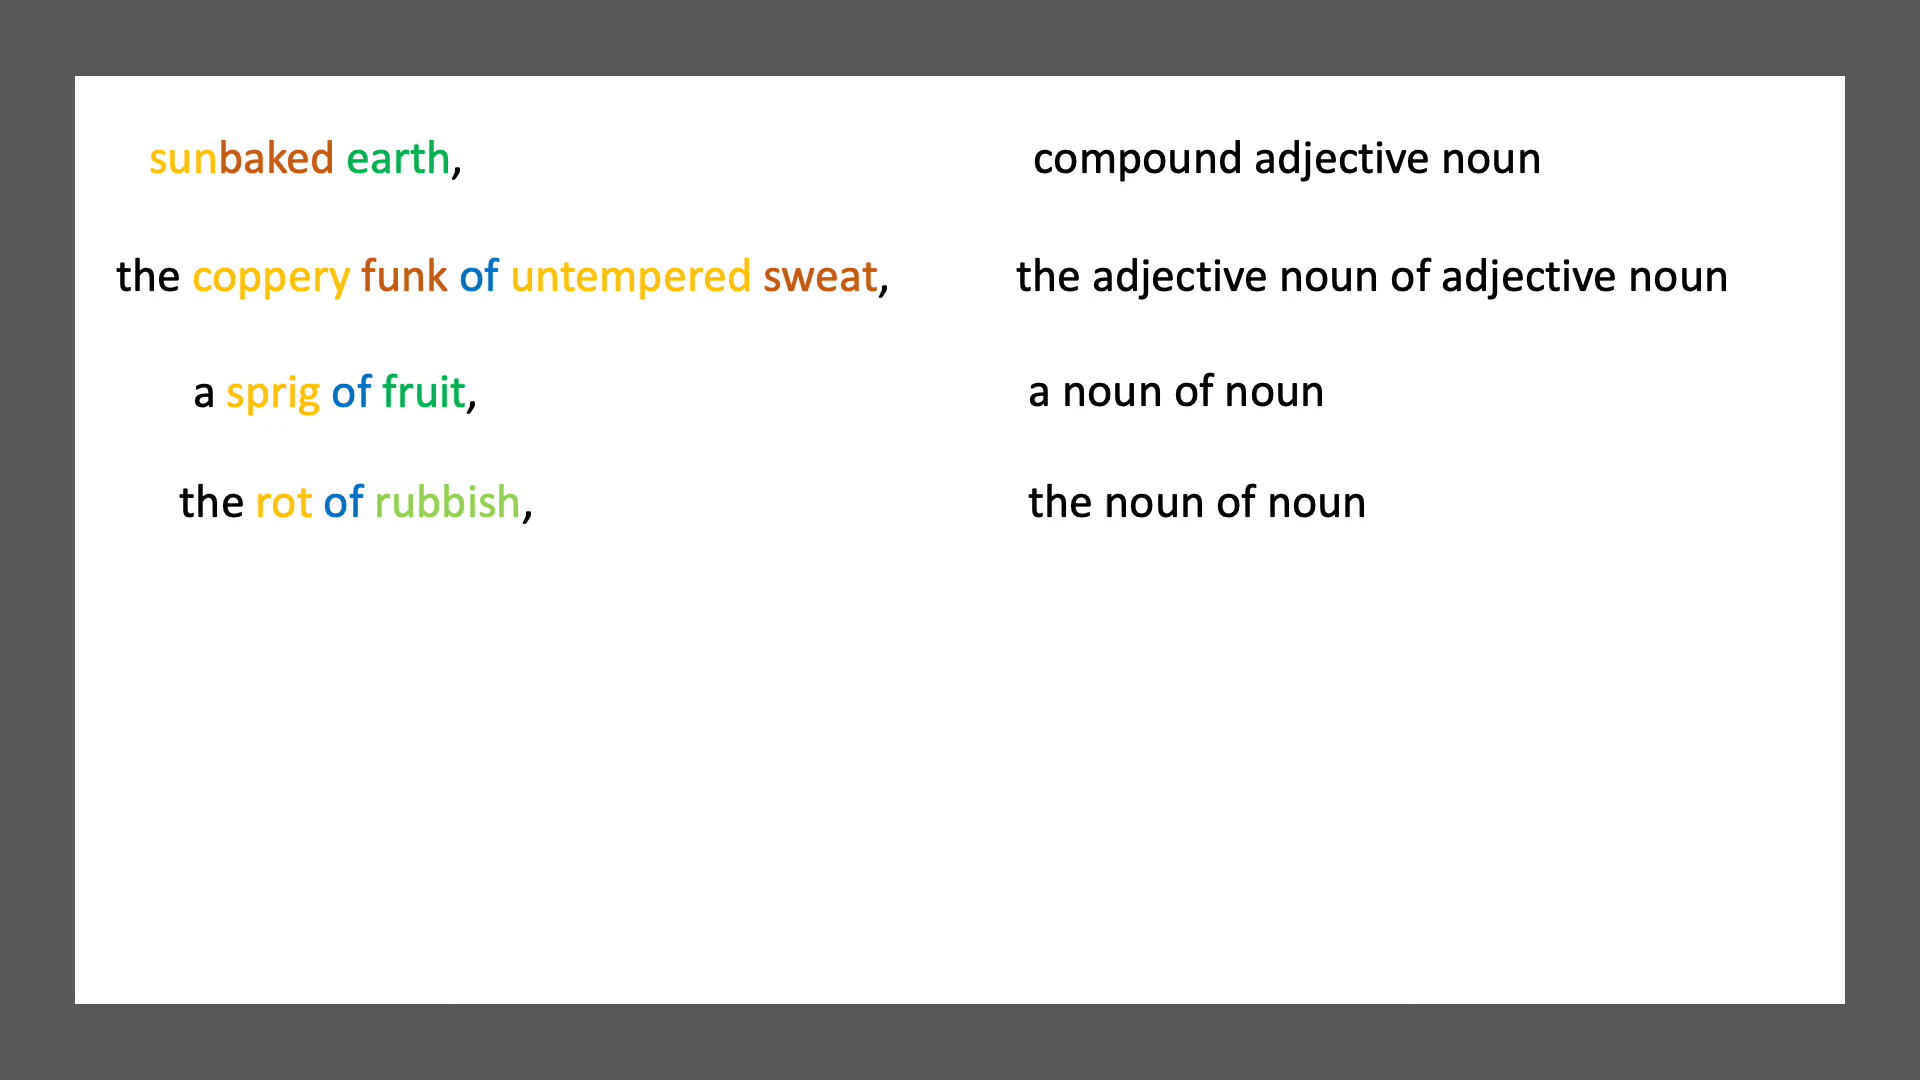 sunbaked earth, compound adjective noun
the coppery funk of untempered sweat, the adjective noun of adjective noun
a sprig of fruit, a noun of noun
the rot of rubbish, the noun of noun